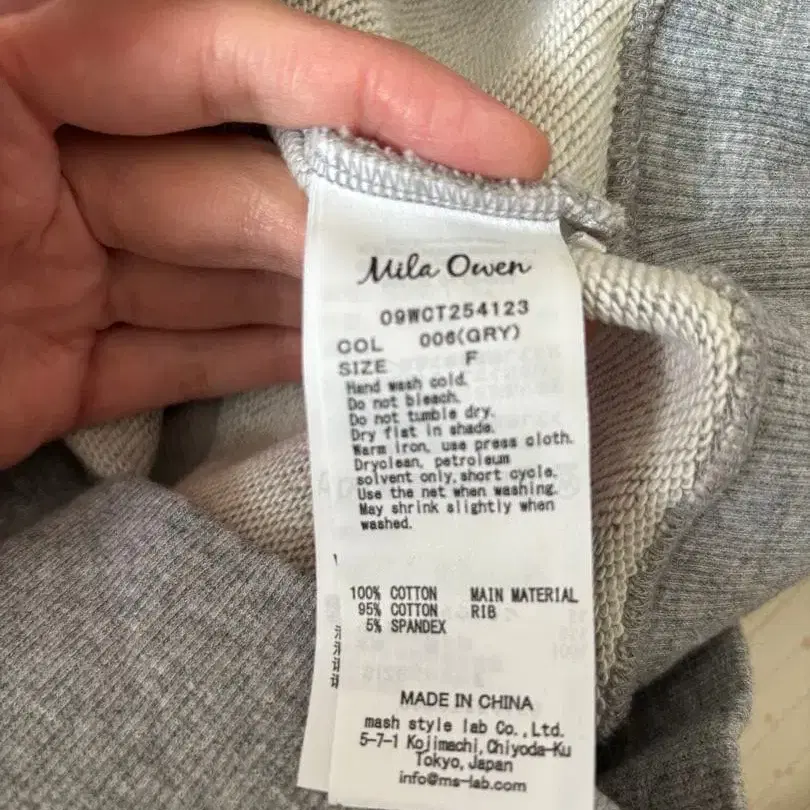 Mila Owen
09WCT254123
COL 006(GRY)
SIZE F
Hand wash cold.
Do not bleach.
Do not tumble dry.
Dry flat in shade.
Warm iron, use press cloth.
Dryclean, petroleum
solvent only, short cycle.
Use the net when washing.
May shrink slightly when
washed.
100% COTTON MAIN MATERIAL
95% COTTON RIB
5% SPANDEX
MADE IN CHINA
mash style lab Co.,Ltd.
5-7-1 Kojimachi,Chiyoda-Ku
Tokyo,Japan
info@ms-lab.com